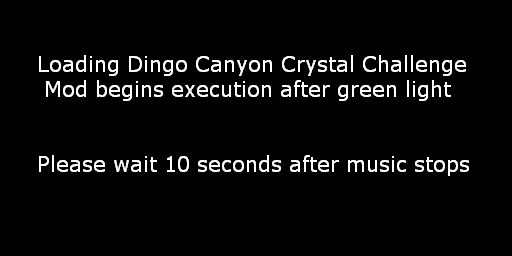 Loading Dingo Canyon Crystal Challenge
Mod begins execution after green light
Please wait 10 seconds after music stops